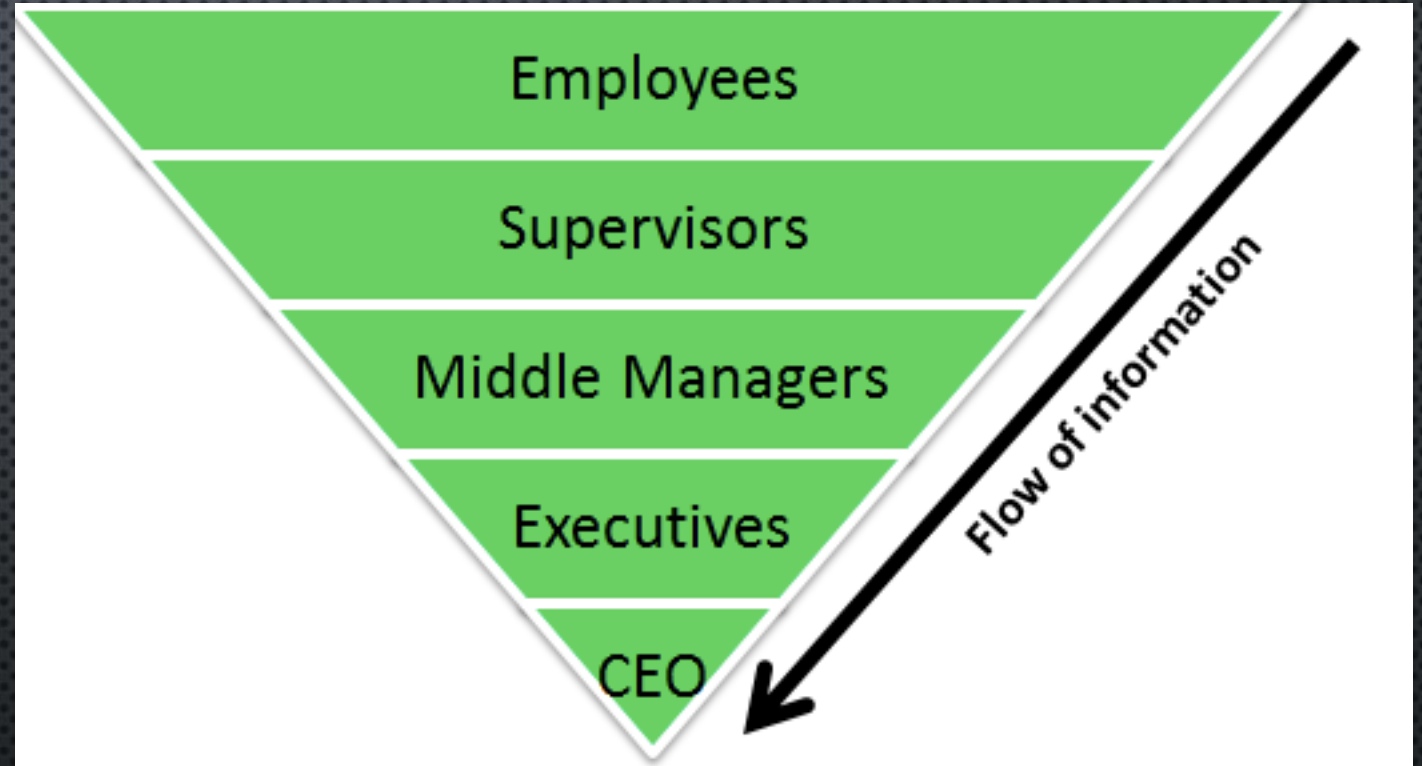 Employees
Supervisors
Middle Managers
Executives
CEO
Flow of information